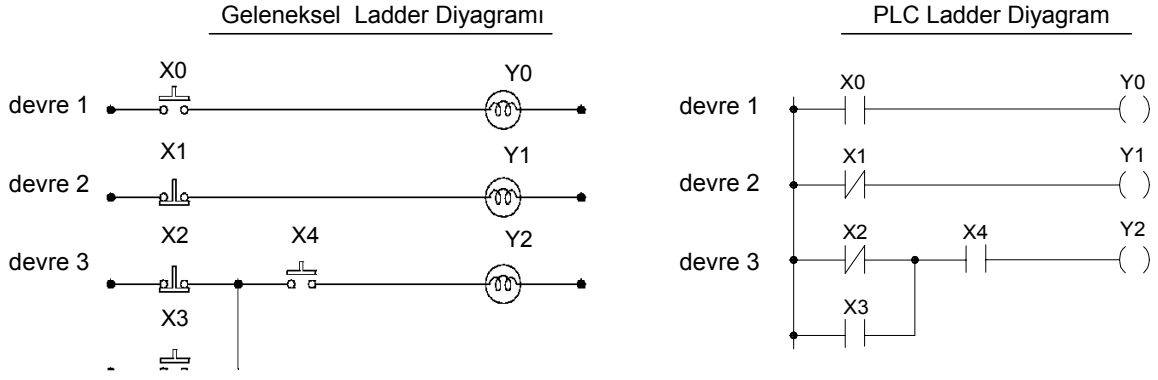 Geleneksel Ladder Diyagramı
X0 Y0
devre 1
X1 Y1
devre 2
X2 X4 Y2
devre 3
X3
PLC Ladder Diyagram
X0 Y0
devre 1
X1 Y1
devre 2
X2 X4 Y2
devre 3
X3